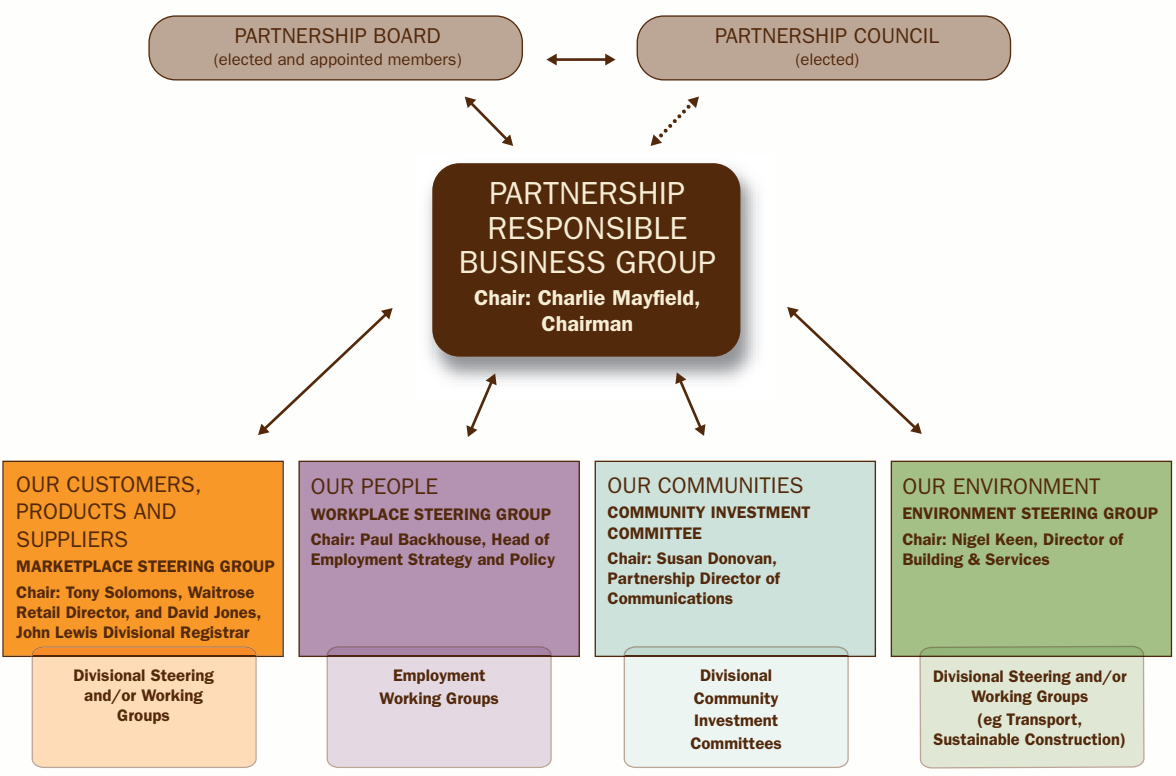 PARTNERSHIP BOARD
(elected and appointed members)
PARTNERSHIP COUNCIL
(elected)
PARTNERSHIP
RESPONSIBLE
BUSINESS GROUP
Chair: Charlie Mayfield,
Chairman
OUR CUSTOMERS,
PRODUCTS AND
SUPPLIERS
MARKETPLACE STEERING GROUP
Chair: Tony Solomons, Waitrose
Retail Director, and David Jones,
John Lewis Divisional Registrar
Divisional Steering
and/or Working
Groups
OUR PEOPLE
WORKPLACE STEERING GROUP
Chair: Paul Backhouse, Head of
Employment Strategy and Policy
Employment
Working Groups
OUR COMMUNITIES
COMMUNITY INVESTMENT
COMMITTEE
Chair: Susan Donovan,
Partnership Director of
Communications
Divisional
Community
Investment
Committees
OUR ENVIRONMENT
ENVIRONMENT STEERING GROUP
Chair: Nigel Keen, Director of
Building & Services
Divisional Steering and/or
Working Groups
(eg Transport,
Sustainable Construction)